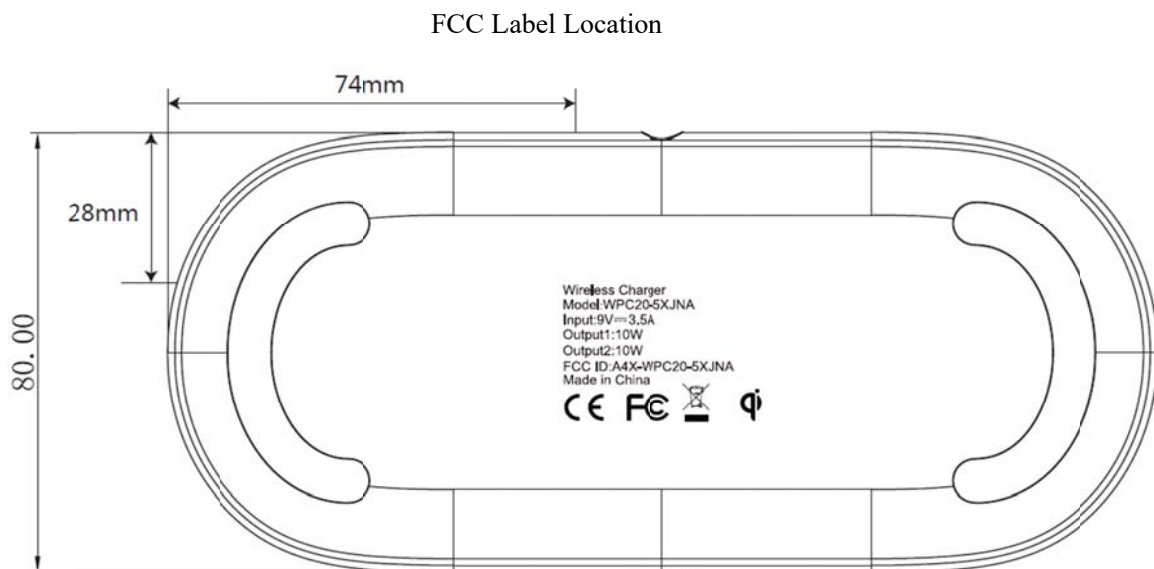 FCC Label Location
74mm
28mm
80.00
Wireless Charger
Model:WPC20-5XJNA
Input:9V⎓3.5A
Output1:10W
Output2:10W
FCC ID:A4X-WPC20-5XJNA
Made in China
CE FC qi